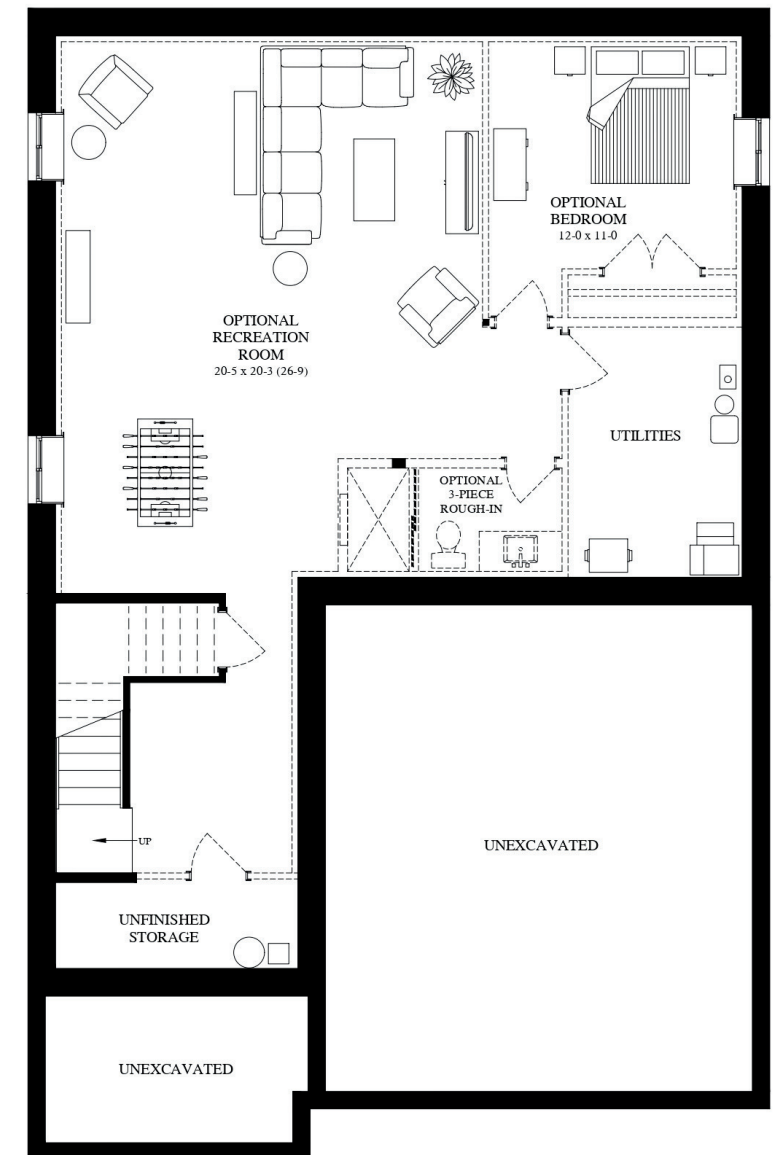 OPTIONAL
BEDROOM
12-0 x 11-0
OPTIONAL
RECREATION
ROOM
20-5 x 20-3 (26-9)
UTILITIES
OPTIONAL
3-PIECE
ROUGH-IN
UP
UNEXCAVATED
UNFINISHED
STORAGE
UNEXCAVATED